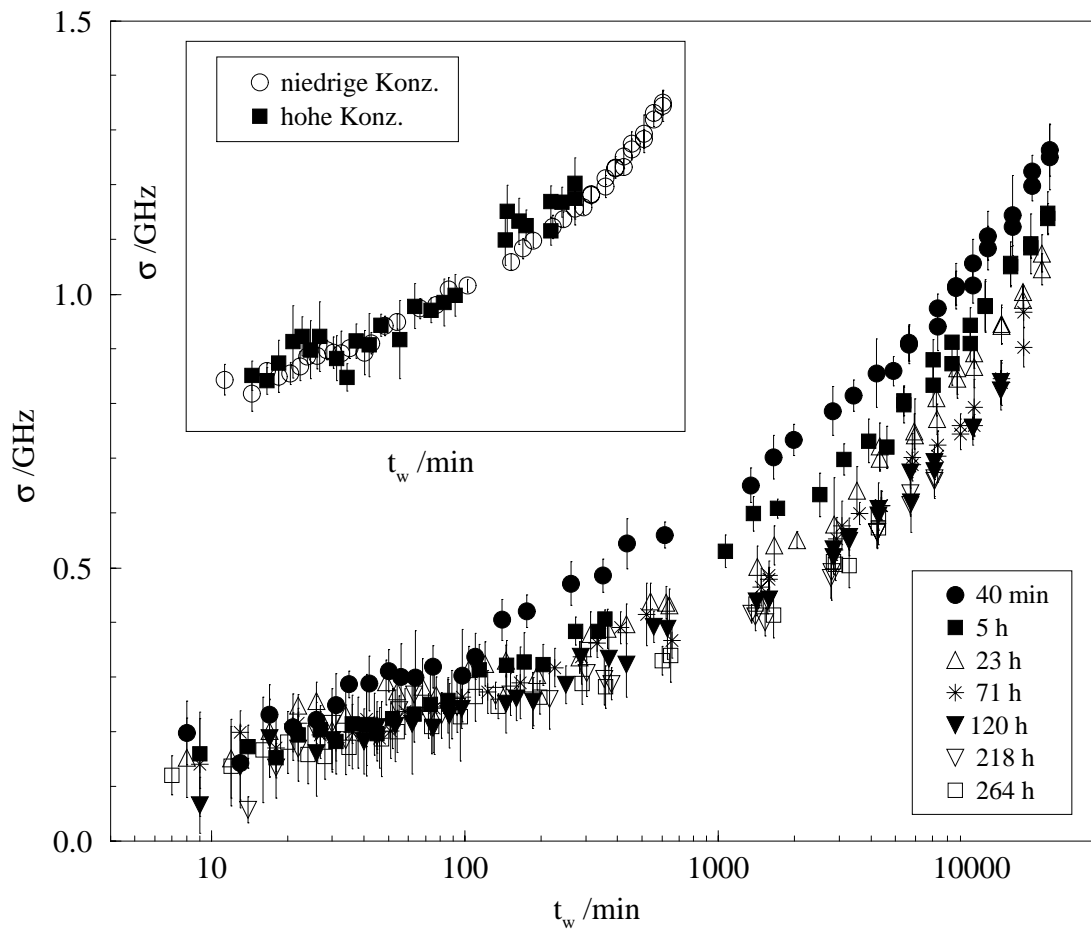 1.5
1.0
0.5
0.0
σ /GHz
niedrige Konz.
hohe Konz.
σ /GHz
t_w /min
40 min
5 h
23 h
71 h
120 h
218 h
264 h
10 100 1000 10000
t_w /min